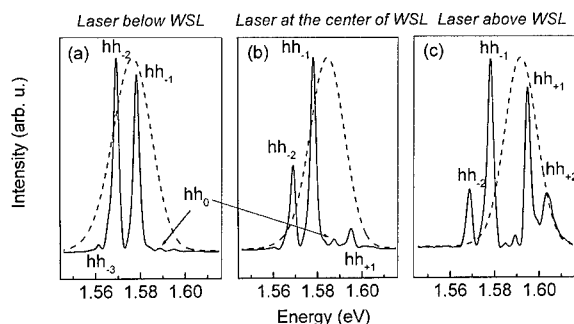 Laser below WSL Laser at the center of WSL Laser above WSL
(a) hh-2 hh-1 hh-3
(b) hh-1 hh-2 hh0 hh+1
(c) hh-1 hh+1 hh-2 hh+2
Intensity (arb. u.)
1.56 1.58 1.60 1.56 1.58 1.60 1.56 1.58 1.60
Energy (eV)